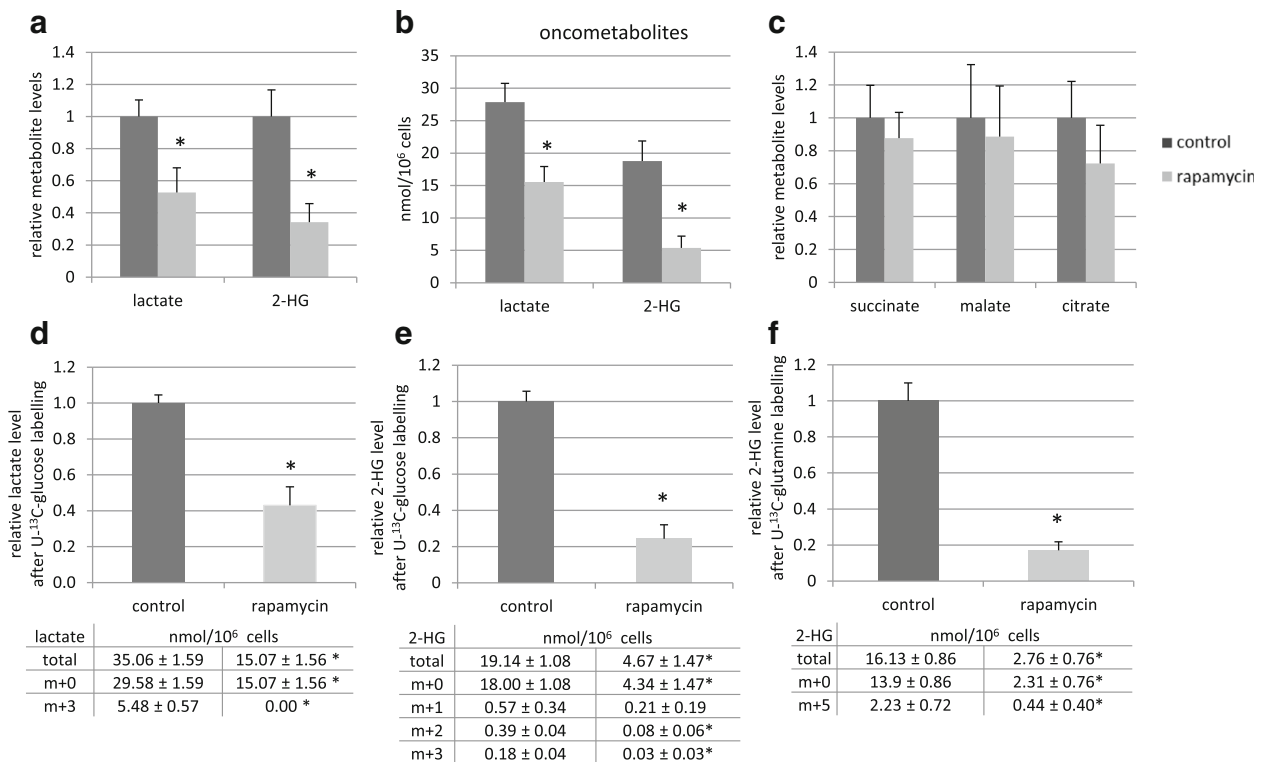 a
relative metabolite levels
1.4
1.2
1
0.8
0.6
0.4
0.2
0
*
*
lactate
2-HG
b
oncometabolites
nmol/10⁶ cells
35
30
25
20
15
10
5
0
*
*
lactate
2-HG
c
relative metabolite levels
1.4
1.2
1
0.8
0.6
0.4
0.2
0
succinate
malate
citrate
control
rapamycin
d
relative lactate level
after U-¹³C-glucose labelling
1.2
1.0
0.8
0.6
0.4
0.2
0.0
*
control
rapamycin
lactate nmol/10⁶ cells
total 35.06 ± 1.59 15.07 ± 1.56 *
m+0 29.58 ± 1.59 15.07 ± 1.56 *
m+3 5.48 ± 0.57 0.00 *
e
relative 2-HG level
after U-¹³C-glucose labelling
1.2
1
0.8
0.6
0.4
0.2
0
*
control
rapamycin
2-HG nmol/10⁶ cells
total 19.14 ± 1.08 4.67 ± 1.47*
m+0 18.00 ± 1.08 4.34 ± 1.47*
m+1 0.57 ± 0.34 0.21 ± 0.19
m+2 0.39 ± 0.04 0.08 ± 0.06*
m+3 0.18 ± 0.04 0.03 ± 0.03*
f
relative 2-HG level
after U-¹³C-glutamine labelling
1.2
1
0.8
0.6
0.4
0.2
0
*
control
rapamycin
2-HG nmol/10⁶ cells
total 16.13 ± 0.86 2.76 ± 0.76*
m+0 13.9 ± 0.86 2.31 ± 0.76*
m+5 2.23 ± 0.72 0.44 ± 0.40*